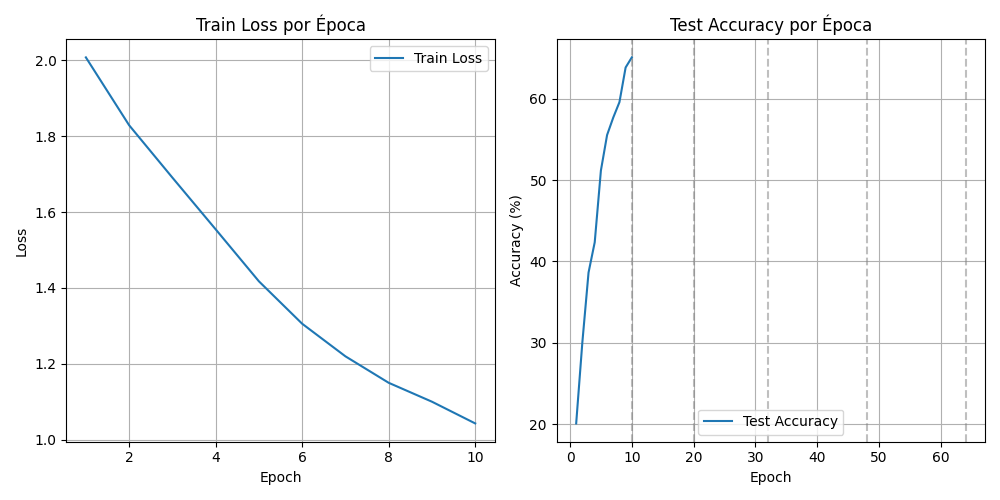 Train Loss por Época
Train Loss
2.0
1.8
1.6
1.4
1.2
1.0
Loss
2
4
6
8
10
Epoch
Test Accuracy por Época
60
50
40
30
20
Accuracy (%)
Test Accuracy
0
10
20
30
40
50
60
Epoch